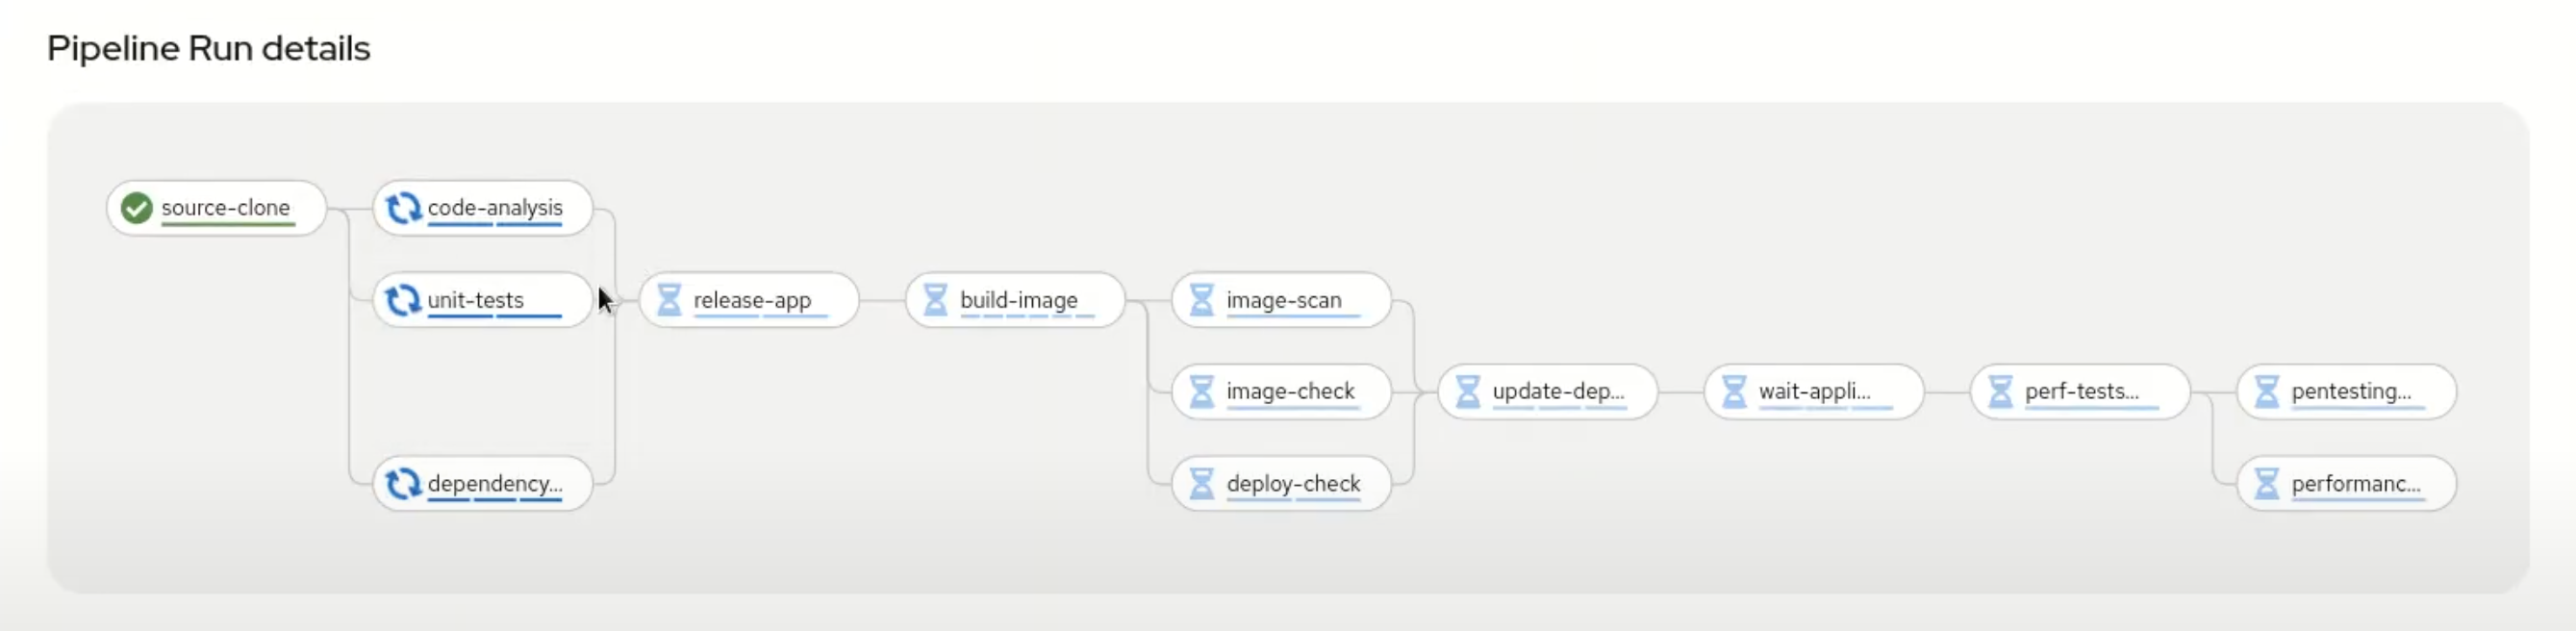 Pipeline Run details
source-clone
code-analysis
unit-tests
release-app
build-image
image-scan
image-check
update-dep...
wait-appli...
perf-tests...
pentesting...
dependency...
deploy-check
performanc...